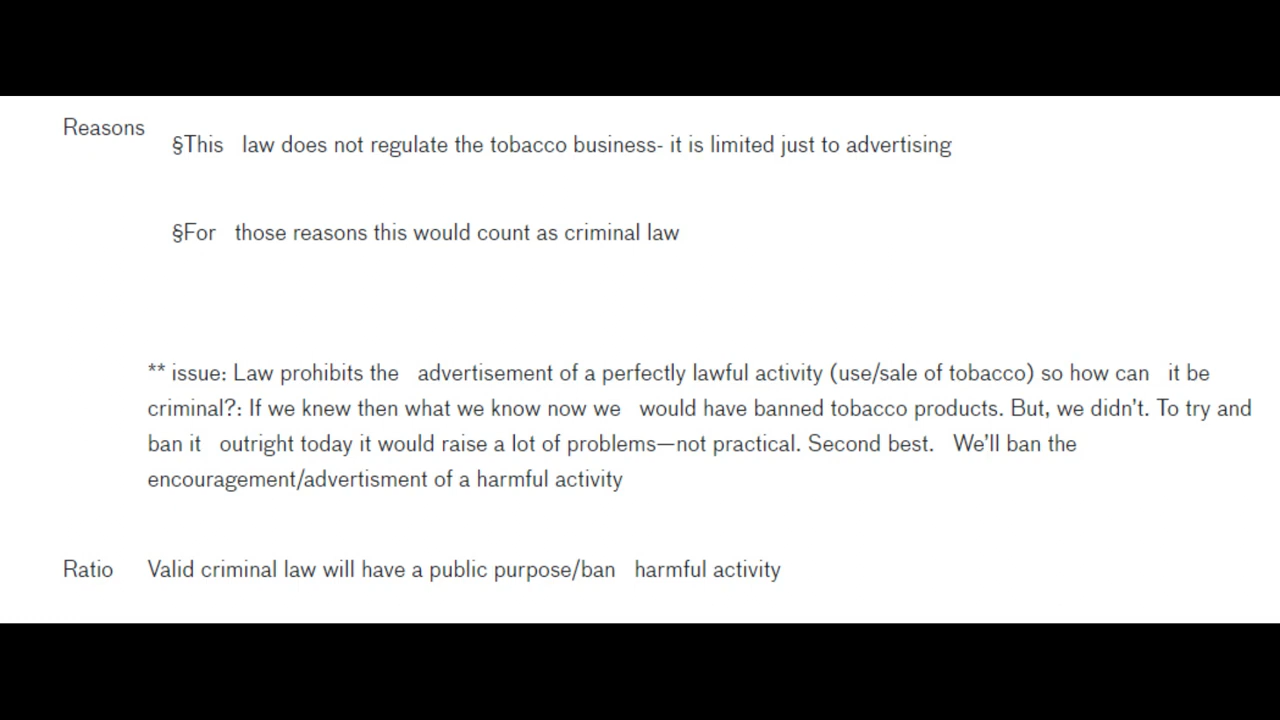 Reasons
§This law does not regulate the tobacco business- it is limited just to advertising
§For those reasons this would count as criminal law
** issue: Law prohibits the advertisement of a perfectly lawful activity (use/sale of tobacco) so how can it be
criminal?: If we knew then what we know now we would have banned tobacco products. But, we didn't. To try and
ban it outright today it would raise a lot of problems—not practical. Second best. We'll ban the
encouragement/advertisment of a harmful activity
Ratio Valid criminal law will have a public purpose/ban harmful activity